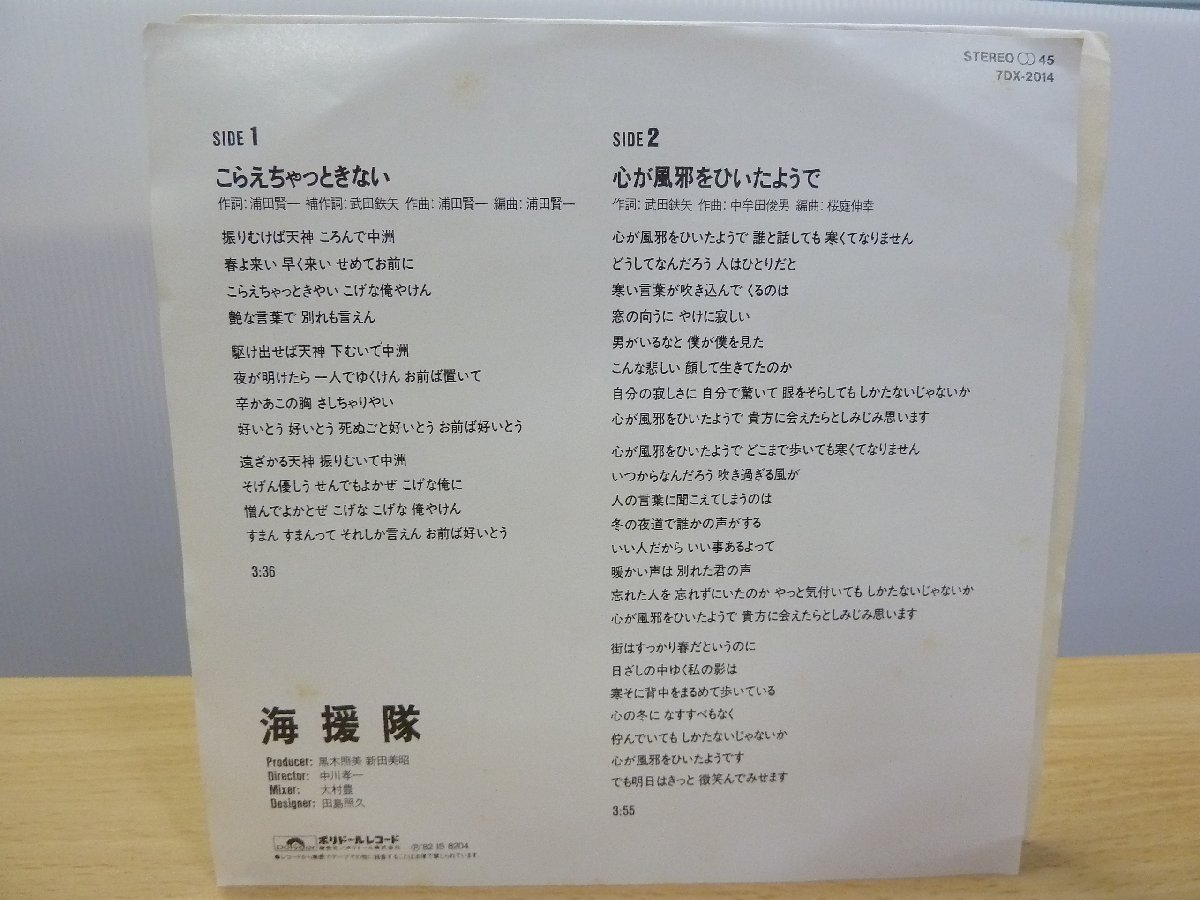 STEREO 45
7DX-2014
SIDE 1
こらえちゃっときない
作詞：浦田賢一 補作詞：武田鉄矢 作曲：浦田賢一 編曲：浦田賢一
振りむけば天神 ころんで中洲
春よ来い 早く来い せめてお前に
こらえちゃっときやい こげな俺やけん
艶な言葉で 別れも言えん
駆け出せば天神 下むいて中洲
夜が明けたら 一人でゆくけん お前ば置いて
辛かあこの胸 さしちゃりやい
好いとう 好いとう 死ぬごと好いとう お前ば好いとう
遠ざかる天神 振りむいて中洲
そげん優しう せんでもよかぜ こげな俺に
憎んでよかとぜ こげな こげな 俺やけん
すまん すまんって それしか言えん お前ば好いとう
3:36
海援隊
Producer: 黒木照美 新田美昭
Director: 中川孝一
Mixer: 大村豊
Designer: 田島照久
Polydor ポリドールレコード
Ⓟ'82 IS 8204
SIDE 2
心が風邪をひいたようで
作詞：武田鉄矢 作曲：中牟田俊男 編曲：桜庭伸幸
心が風邪をひいたようで 誰と話しても 寒くてなりません
どうしてなんだろう 人はひとりだと
寒い言葉が吹き込んで くるのは
窓の向うに やけに寂しい
男がいるなと 僕が僕を見た
こんな悲しい 顔して生きてたのか
自分の寂しさに 自分で驚いて 眼をそらしても しかたないじゃないか
心が風邪をひいたようで 貴方に会えたらとしみじみ思います
心が風邪をひいたようで どこまで歩いても寒くてなりません
いつからなんだろう 吹き過ぎる風が
人の言葉に聞こえてしまうのは
冬の夜道で誰かの声がする
いい人だから いい事あるよって
暖かい声は 別れた君の声
忘れた人を 忘れずにいたのか やっと気付いても しかたないじゃないか
心が風邪をひいたようで 貴方に会えたらとしみじみ思います
街はすっかり春だというのに
日ざしの中ゆく私の影は
寒そに背中をまるめて歩いている
心の冬に なすすべもなく
佇んでいても しかたないじゃないか
心が風邪をひいたようです
でも明日はきっと 微笑んでみせます
3:55